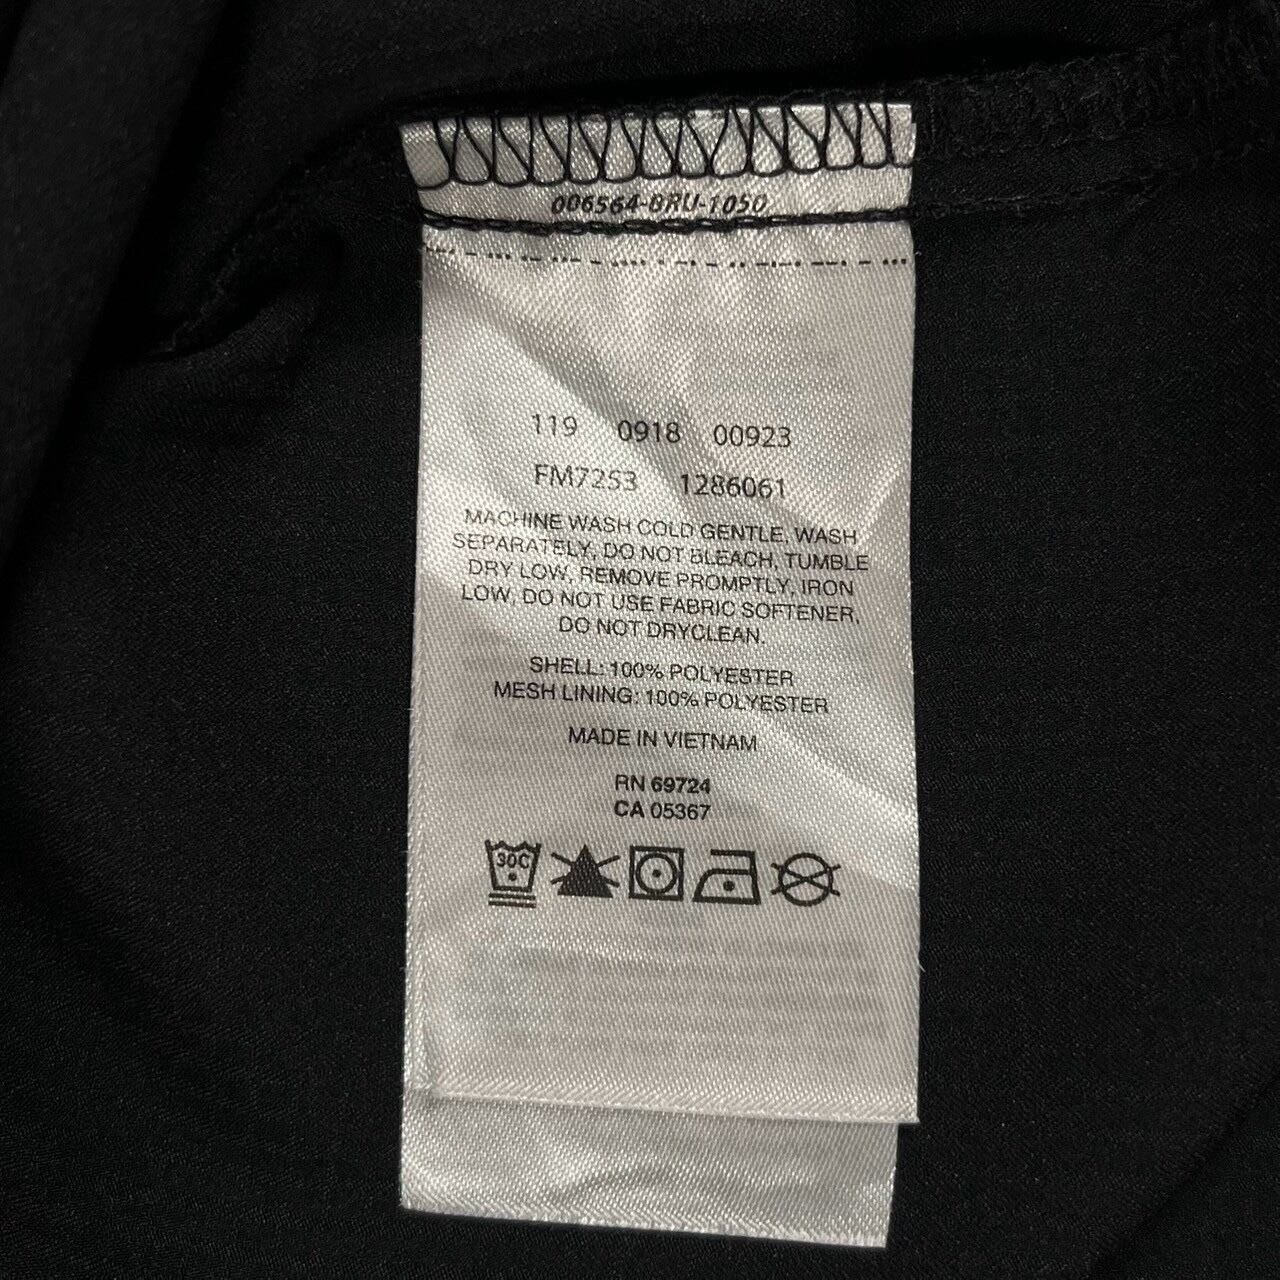 006564-BRU-1050
119 0918 00923
FM7253 1286061
MACHINE WASH COLD GENTLE, WASH
SEPARATELY, DO NOT BLEACH, TUMBLE
DRY LOW, REMOVE PROMPTLY, IRON
LOW, DO NOT USE FABRIC SOFTENER,
DO NOT DRYCLEAN.
SHELL: 100% POLYESTER
MESH LINING: 100% POLYESTER
MADE IN VIETNAM
RN 69724
CA 05367
30C